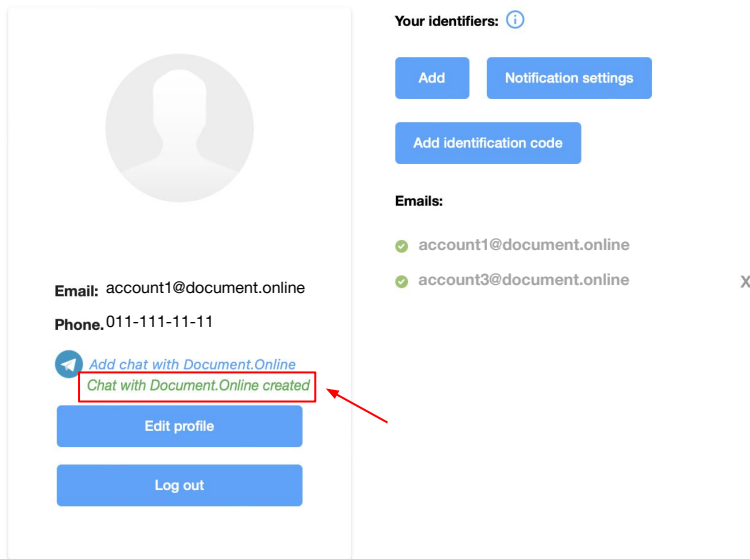 Your identifiers:
Add
Notification settings
Add identification code
Emails:
account1@document.online
account3@document.online
X
Email: account1@document.online
Phone. 011-111-11-11
Add chat with Document.Online
Chat with Document.Online created
Edit profile
Log out